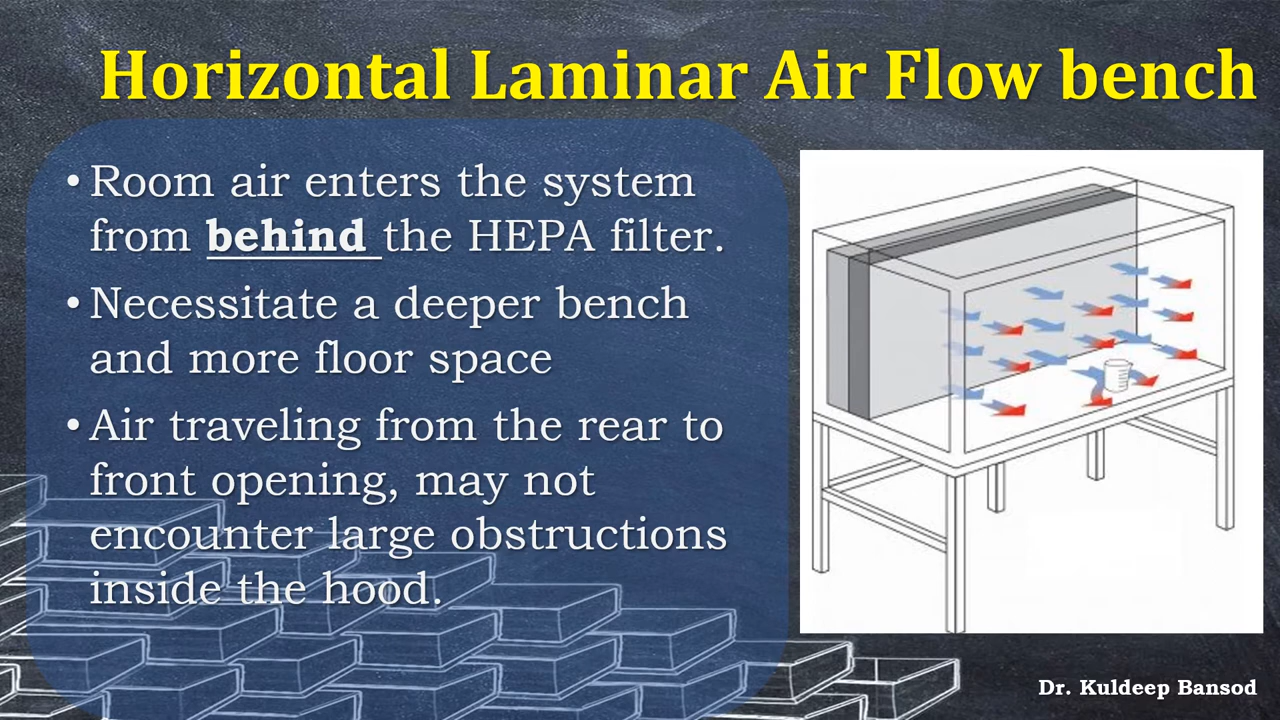 Horizontal Laminar Air Flow bench
• Room air enters the system
from behind the HEPA filter.
• Necessitate a deeper bench
and more floor space
• Air traveling from the rear to
front opening, may not
encounter large obstructions
inside the hood.
Dr. Kuldeep Bansod